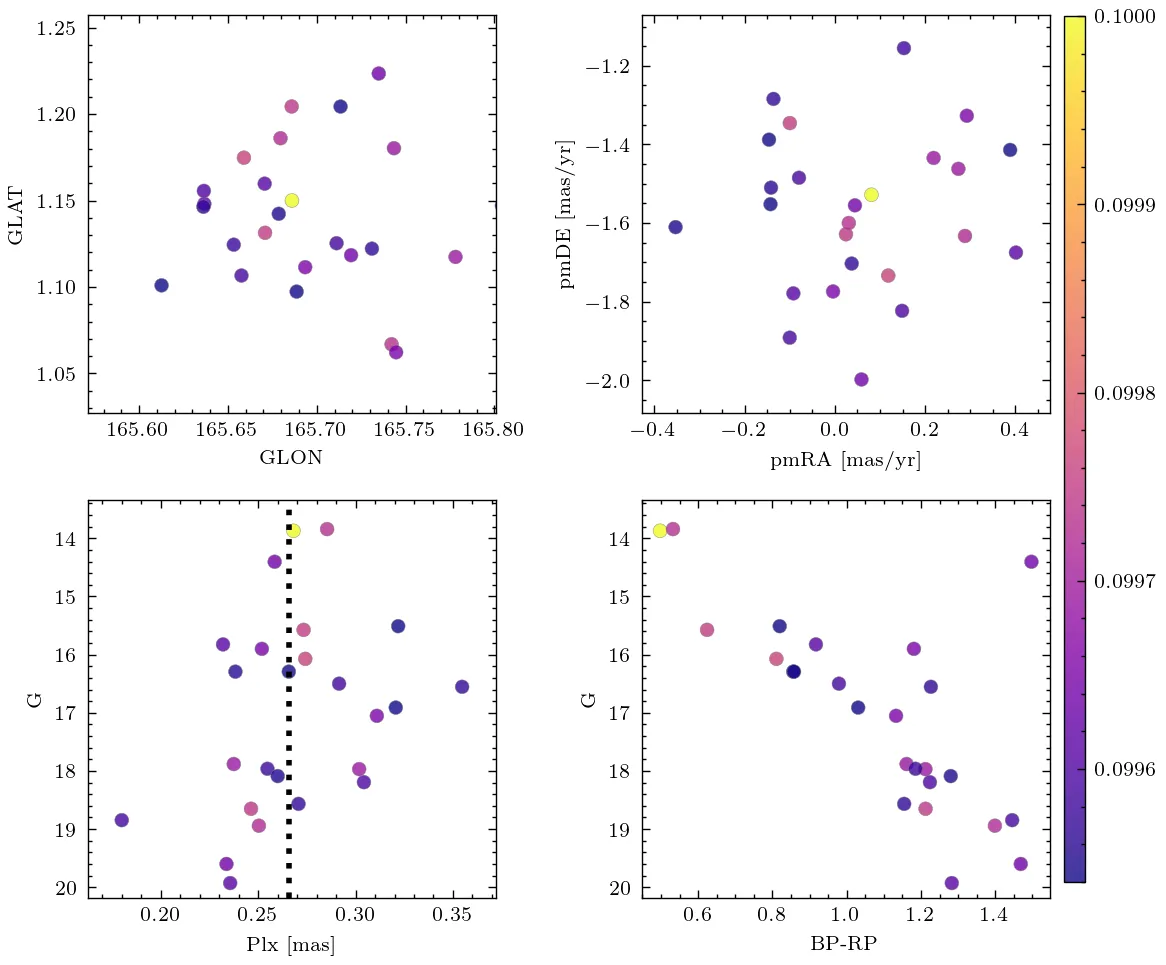 1.25
1.20
1.15
1.10
1.05
GLAT
165.60 165.65 165.70 165.75 165.80
GLON
−1.2
−1.4
−1.6
−1.8
−2.0
pmDE [mas/yr]
−0.4 −0.2 0.0 0.2 0.4
pmRA [mas/yr]
14
15
16
17
18
19
20
G
0.20 0.25 0.30 0.35
Plx [mas]
14
15
16
17
18
19
20
G
0.6 0.8 1.0 1.2 1.4
BP-RP
0.1000
0.0999
0.0998
0.0997
0.0996